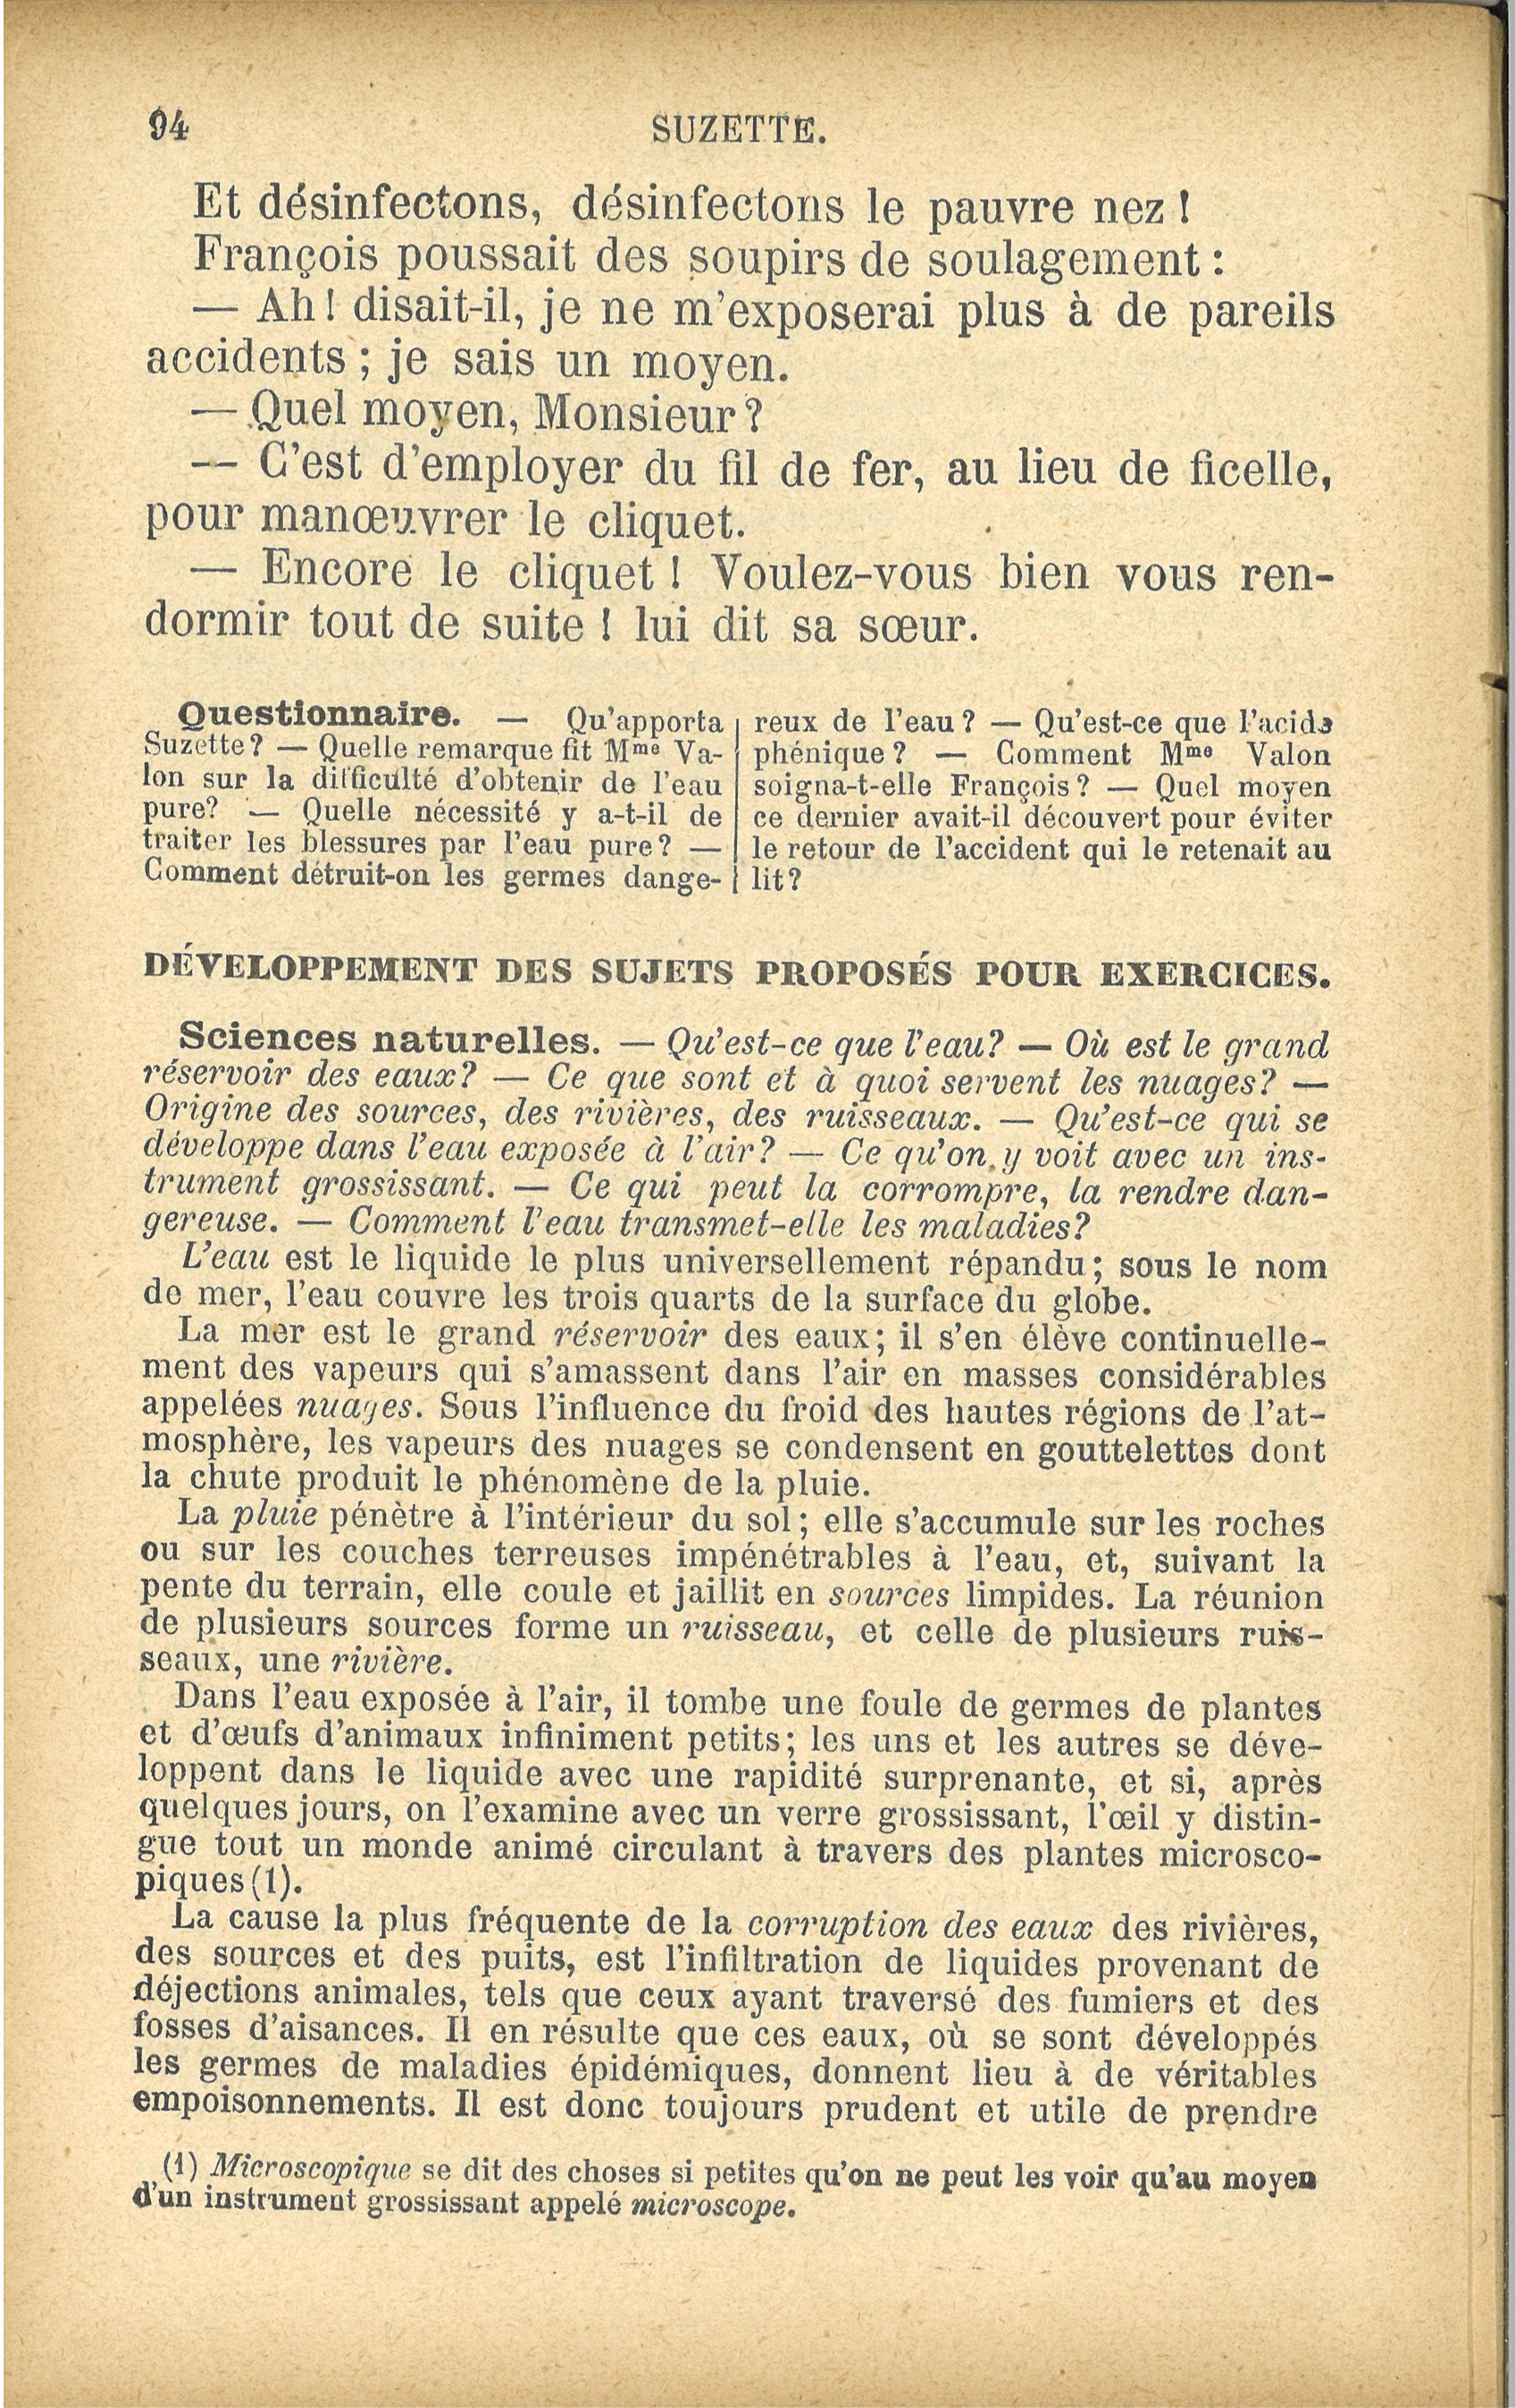 94
SUZETTE.
Et désinfectons, désinfectons le pauvre nez !
François poussait des soupirs de soulagement :
— Ah ! disait-il, je ne m'exposerai plus à de pareils
accidents ; je sais un moyen.
— Quel moyen, Monsieur ?
— C'est d'employer du fil de fer, au lieu de ficelle,
pour manœuvrer le cliquet.
— Encore le cliquet ! Voulez-vous bien vous ren-
dormir tout de suite ! lui dit sa sœur.
Questionnaire. — Qu'apporta
Suzette ? — Quelle remarque fit Mme Va-
lon sur la difficulté d'obtenir de l'eau
pure? — Quelle nécessité y a-t-il de
traiter les blessures par l'eau pure ? —
Comment détruit-on les germes dange-
reux de l'eau ? — Qu'est-ce que l'acide
phénique ? — Comment Mme Valon
soigna-t-elle François ? — Quel moyen
ce dernier avait-il découvert pour éviter
le retour de l'accident qui le retenait au
lit ?
DÉVELOPPEMENT DES SUJETS PROPOSÉS POUR EXERCICES.
Sciences naturelles. — Qu'est-ce que l'eau? — Où est le grand
réservoir des eaux? — Ce que sont et à quoi servent les nuages? —
Origine des sources, des rivières, des ruisseaux. — Qu'est-ce qui se
développe dans l'eau exposée à l'air? — Ce qu'on y voit avec un ins-
trument grossissant. — Ce qui peut la corrompre, la rendre dan-
gereuse. — Comment l'eau transmet-elle les maladies?
L'eau est le liquide le plus universellement répandu; sous le nom
de mer, l'eau couvre les trois quarts de la surface du globe.
La mer est le grand réservoir des eaux; il s'en élève continuelle-
ment des vapeurs qui s'amassent dans l'air en masses considérables
appelées nuages. Sous l'influence du froid des hautes régions de l'at-
mosphère, les vapeurs des nuages se condensent en gouttelettes dont
la chute produit le phénomène de la pluie.
La pluie pénètre à l'intérieur du sol; elle s'accumule sur les roches
ou sur les couches terreuses impénétrables à l'eau, et, suivant la
pente du terrain, elle coule et jaillit en sources limpides. La réunion
de plusieurs sources forme un ruisseau, et celle de plusieurs ruis-
seaux, une rivière.
Dans l'eau exposée à l'air, il tombe une foule de germes de plantes
et d'œufs d'animaux infiniment petits; les uns et les autres se déve-
loppent dans le liquide avec une rapidité surprenante, et si, après
quelques jours, on l'examine avec un verre grossissant, l'œil y distin-
gue tout un monde animé circulant à travers des plantes microsco-
piques (1).
La cause la plus fréquente de la corruption des eaux des rivières,
des sources et des puits, est l'infiltration de liquides provenant de
déjections animales, tels que ceux ayant traversé des fumiers et des
fosses d'aisances. Il en résulte que ces eaux, où se sont développés
les germes de maladies épidémiques, donnent lieu à de véritables
empoisonnements. Il est donc toujours prudent et utile de prendre
(1) Microscopique se dit des choses si petites qu'on ne peut les voir qu'au moyen
d'un instrument grossissant appelé microscope.